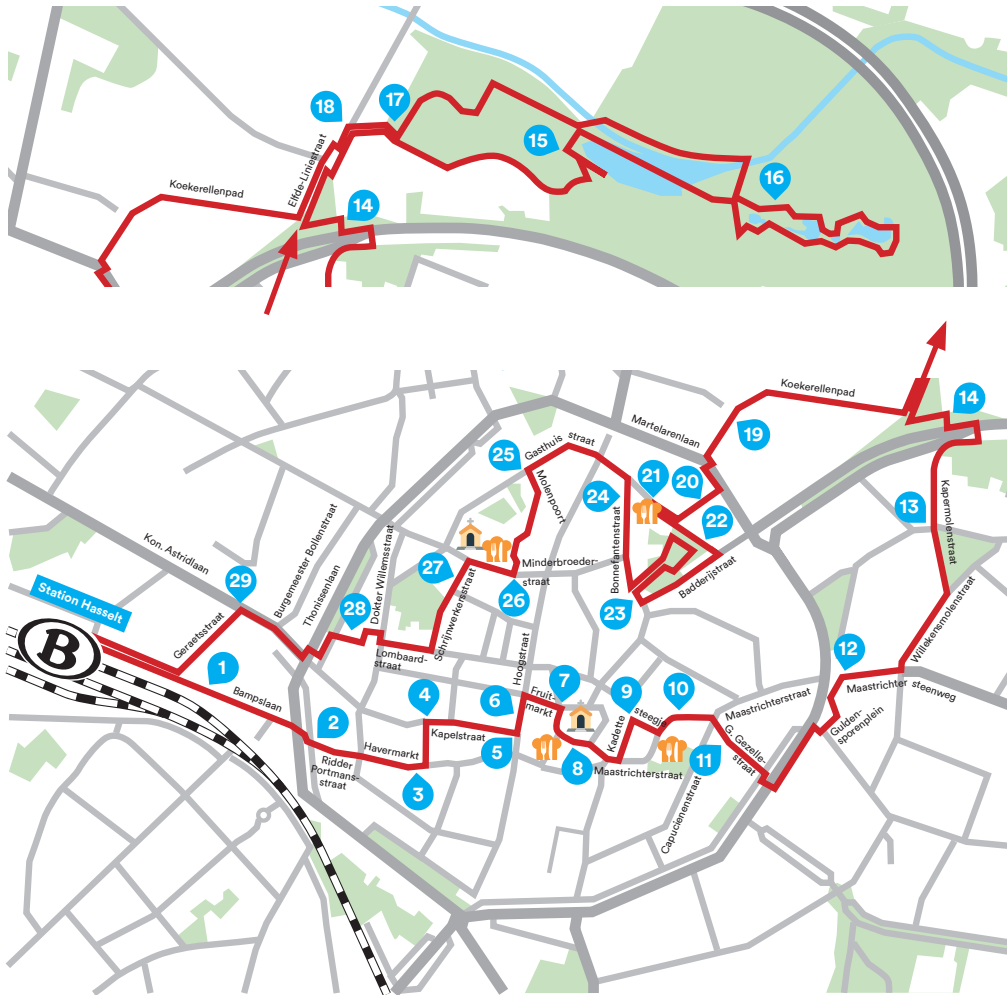 17
18
15
16
14
Elfde-Liniestraat
Koekerellenpad
Koekerellenpad
14
Martelarenlaan
19
Gasthuis straat
25
Molenpoort
24
21
20
22
13
Kapermolenstraat
Bonnefantenstraat
Badderijstraat
23
Minderbroeder-
straat
26
27
Schrijnwerkersstraat
Kon. Astridlaan
29
Burgemeester Bollenstraat
Thonissenlaan
Dokter Willemsstraat
28
Lombaard-
straat
Station Hasselt
B
Geraetsstraat
1
Bampslaan
2
Ridder
Portmans-
straat
Havermarkt
3
4
Kapelstraat
5
6
Hoogstraat
Fruit-
markt
7
8
Maastrichterstraat
Kadette
steegje
9
10
11
Capucienenstraat
G. Gezelle-
straat
Maastrichterstraat
Gulden-
sporenplein
12
Maastrichter steenweg
Willekensmolenstraat